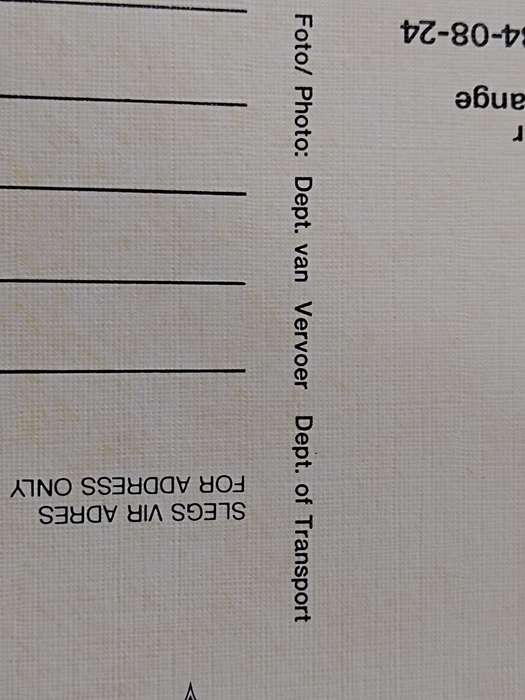 SLEGS VIR ADRES
FOR ADDRESS ONLY
Foto/ Photo: Dept. van Vervoer Dept. of Transport
r
ange
4-08-24